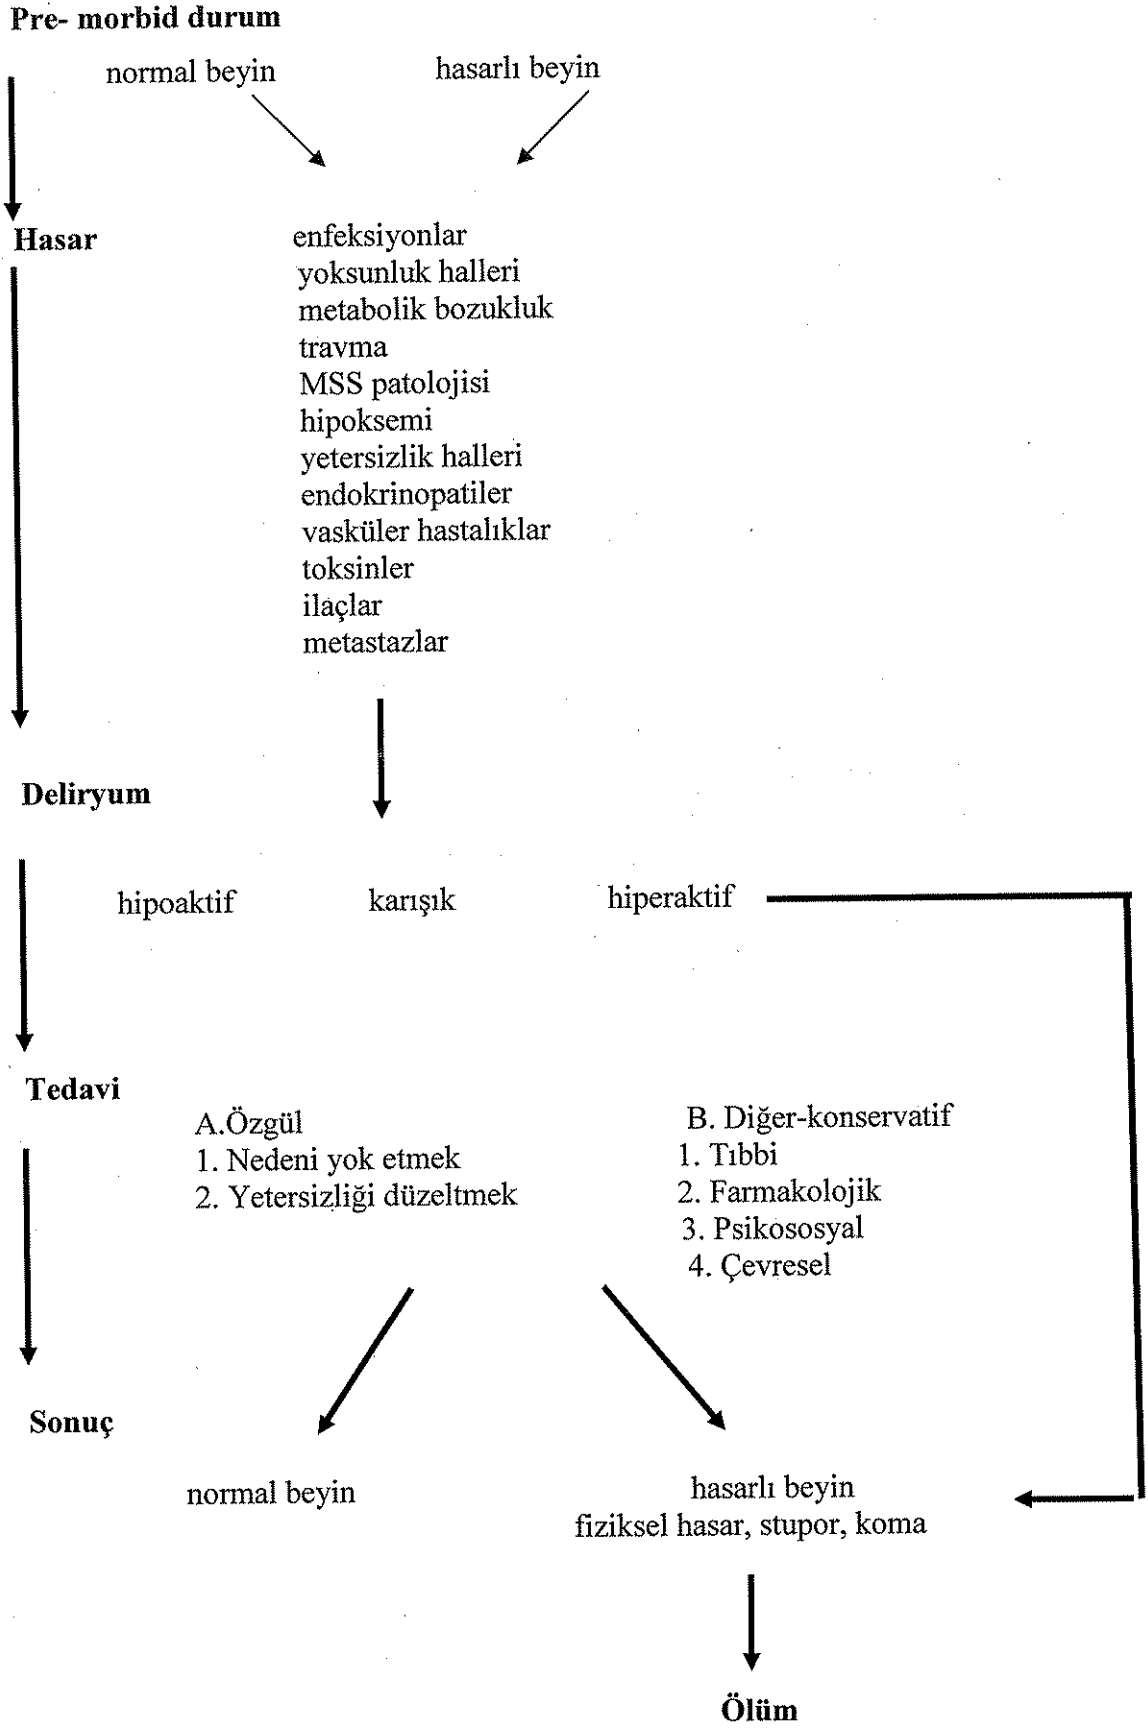 Pre- morbid durum
normal beyin hasarlı beyin
Hasar enfeksiyonlar
yoksunluk halleri
metabolik bozukluk
travma
MSS patolojisi
hipoksemi
yetersizlik halleri
endokrinopatiler
vasküler hastalıklar
toksinler
ilaçlar
metastazlar
Deliryum
hipoaktif karışık hiperaktif
Tedavi
A.Özgül B. Diğer-konservatif
1. Nedeni yok etmek 1. Tıbbi
2. Yetersizliği düzeltmek 2. Farmakolojik
3. Psikososyal
4. Çevresel
Sonuç
normal beyin hasarlı beyin
fiziksel hasar, stupor, koma
Ölüm